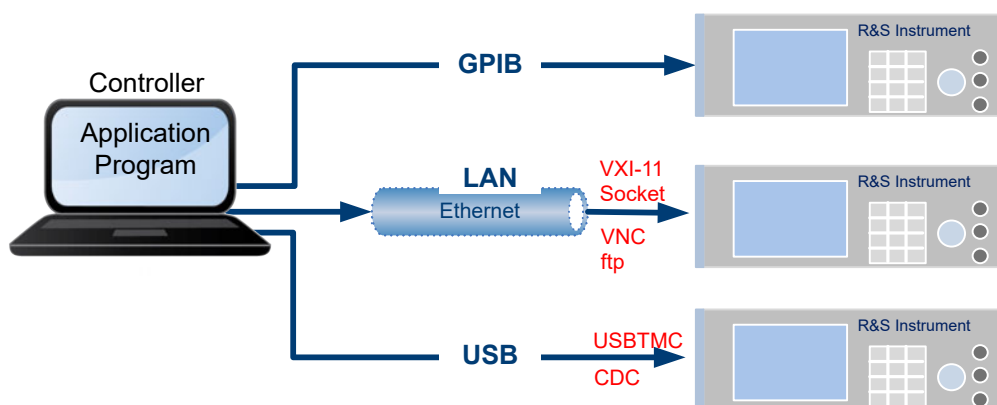 Controller
Application
Program
GPIB
R&S Instrument
LAN
Ethernet
VXI-11
Socket
VNC
ftp
R&S Instrument
USB
USBTMC
CDC
R&S Instrument